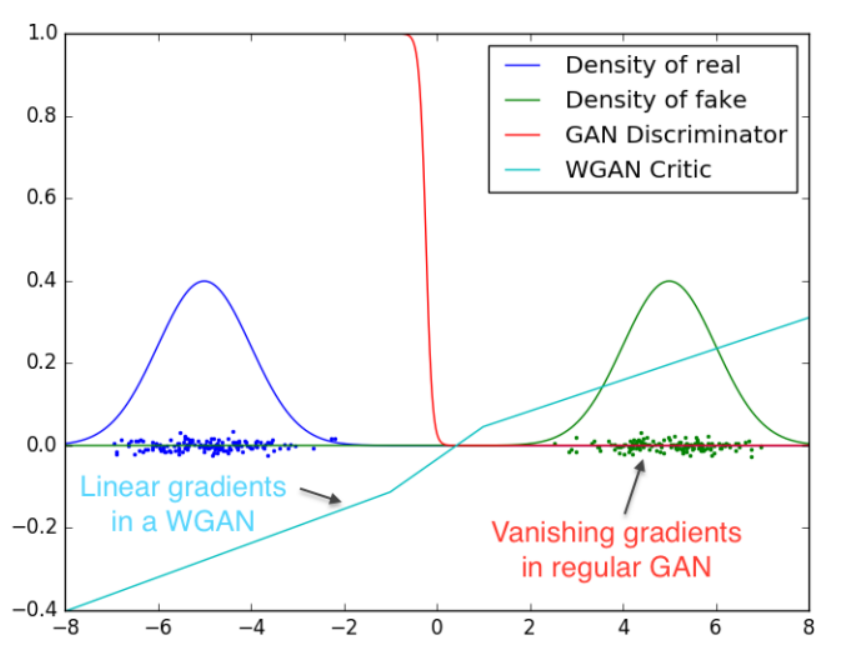 1.0
0.8
0.6
0.4
0.2
0.0
−0.2
−0.4
Density of real
Density of fake
GAN Discriminator
WGAN Critic
Linear gradients
in a WGAN
Vanishing gradients
in regular GAN
−8 −6 −4 −2 0 2 4 6 8